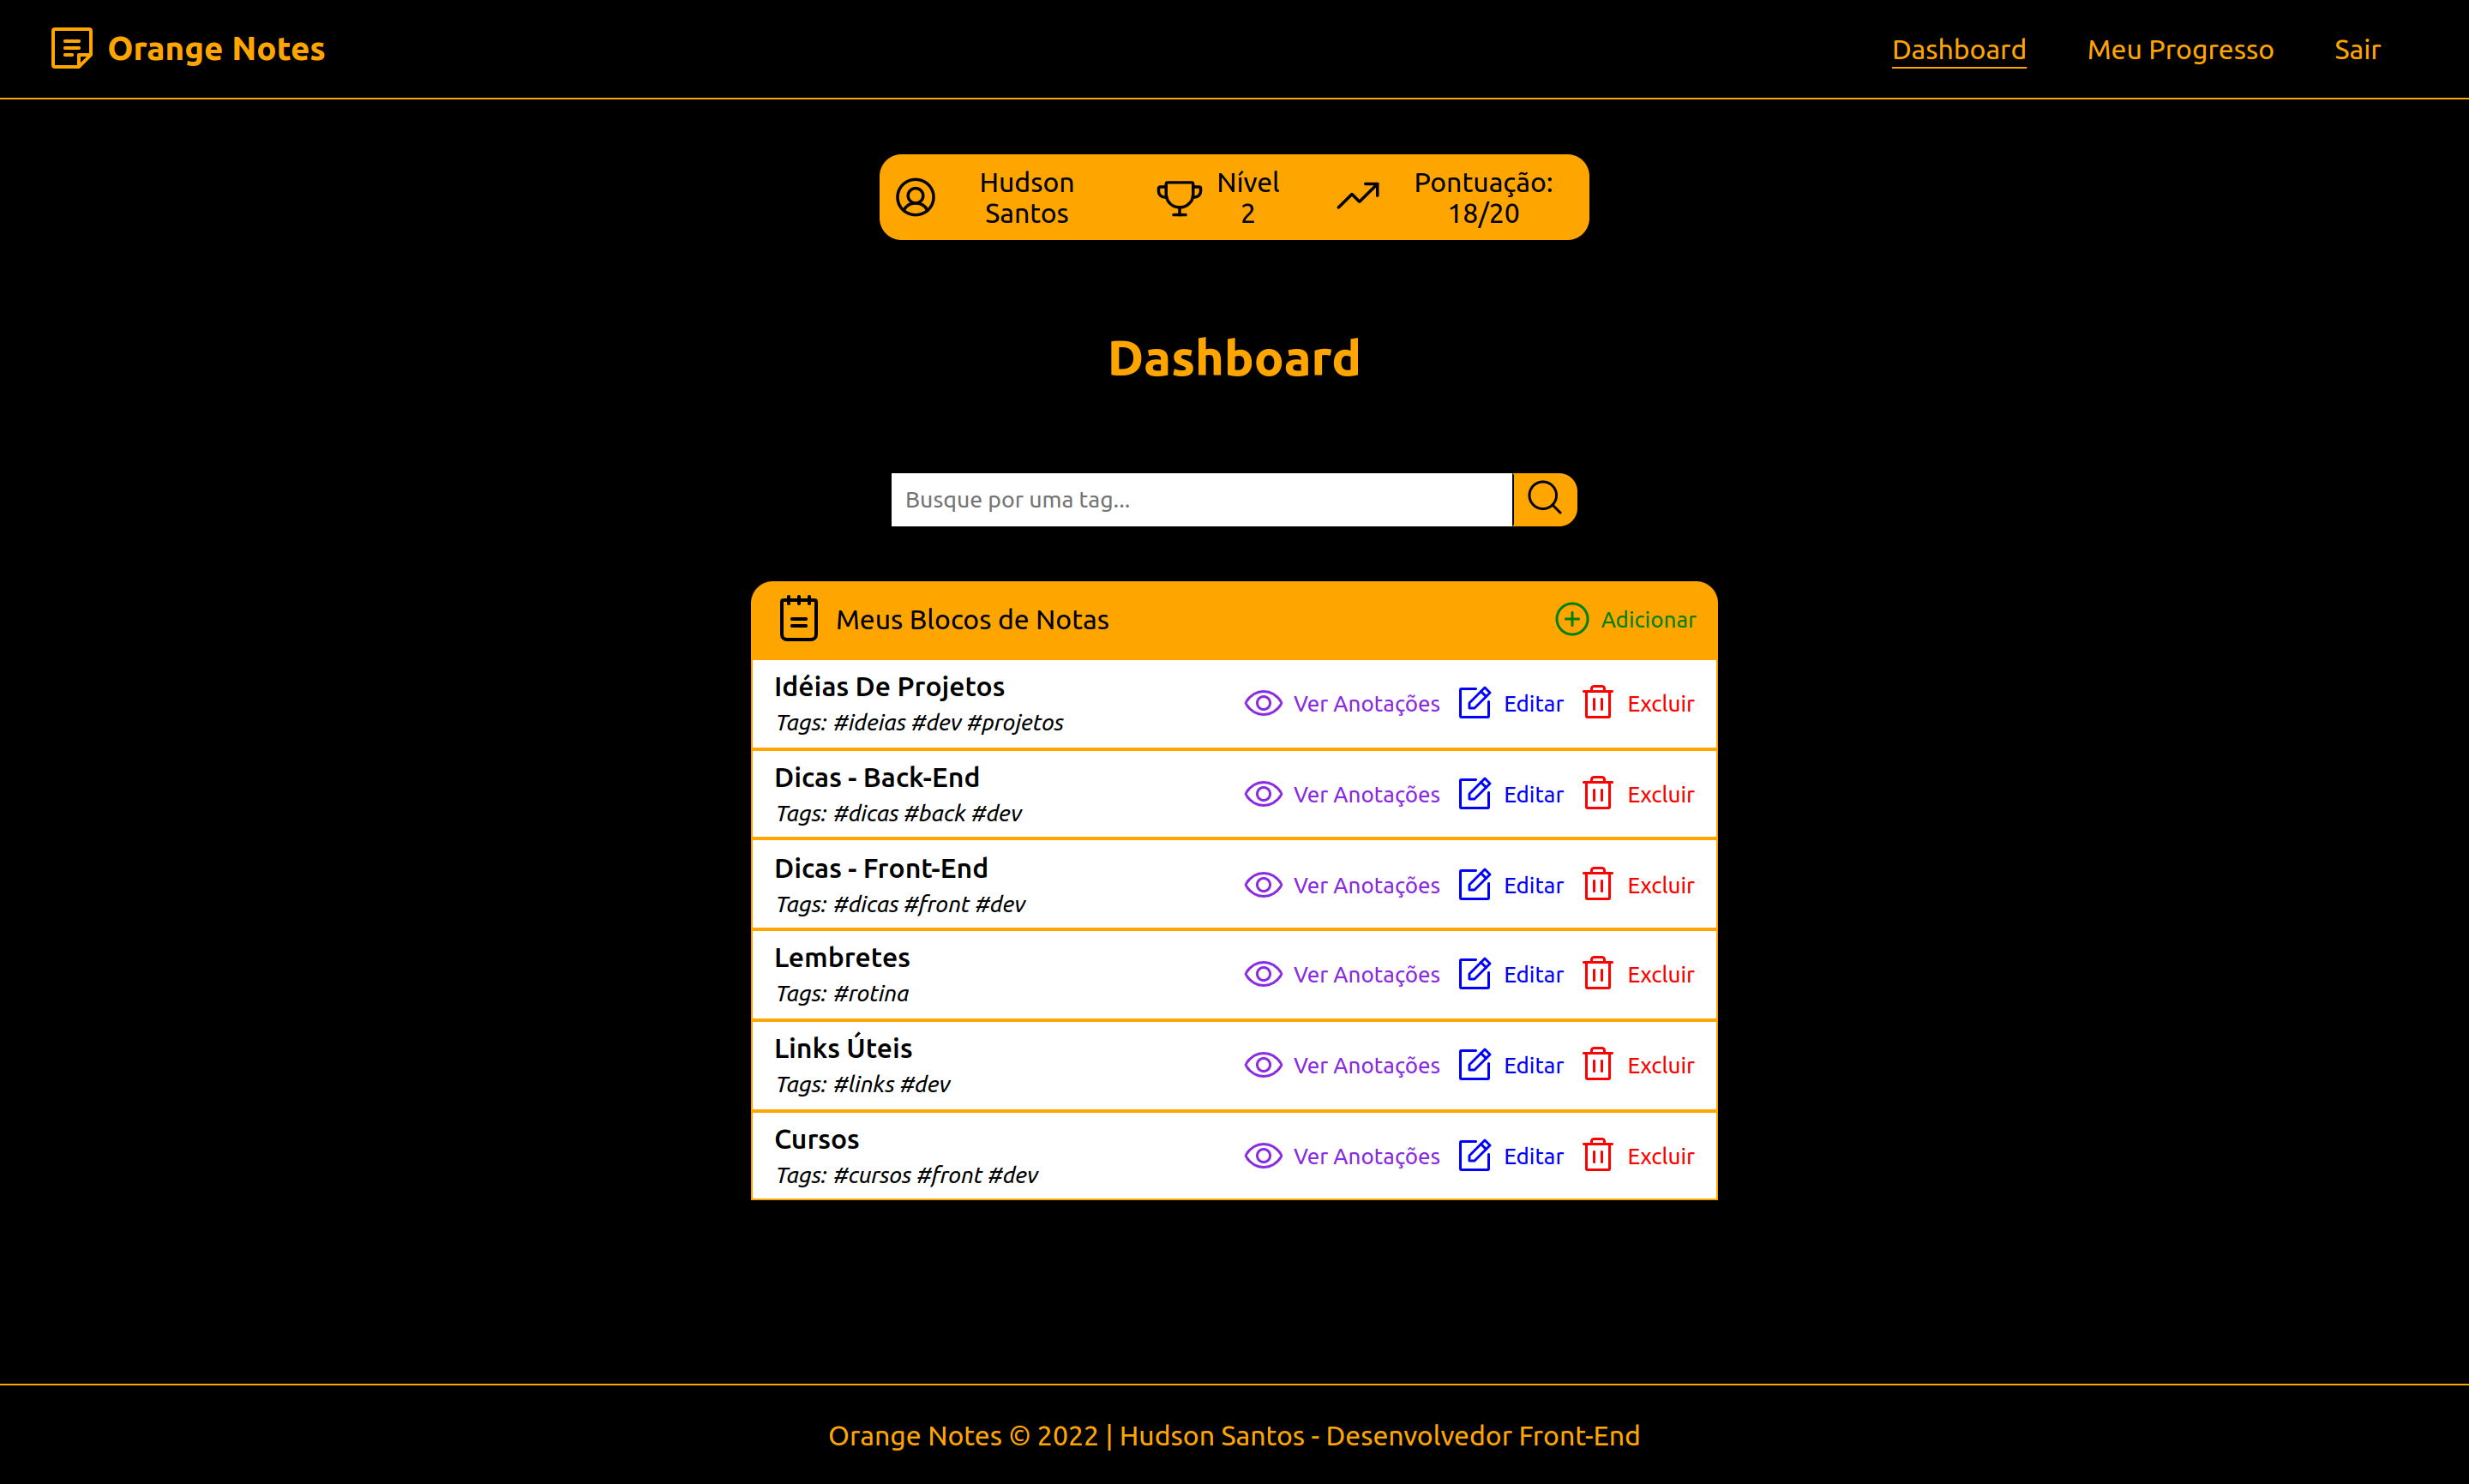 Orange Notes
Dashboard Meu Progresso Sair
Hudson Santos
Nível 2
Pontuação: 18/20
Dashboard
Busque por uma tag...
Meus Blocos de Notas Adicionar
Idéias De Projetos
Tags: #ideias #dev #projetos
Ver Anotações Editar Excluir
Dicas - Back-End
Tags: #dicas #back #dev
Ver Anotações Editar Excluir
Dicas - Front-End
Tags: #dicas #front #dev
Ver Anotações Editar Excluir
Lembretes
Tags: #rotina
Ver Anotações Editar Excluir
Links Úteis
Tags: #links #dev
Ver Anotações Editar Excluir
Cursos
Tags: #cursos #front #dev
Ver Anotações Editar Excluir
Orange Notes © 2022 | Hudson Santos - Desenvolvedor Front-End